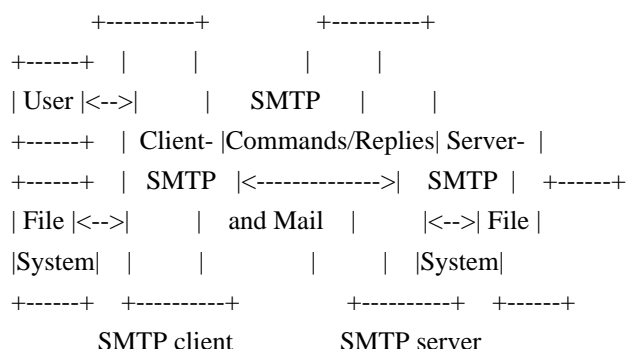 +----------+ +----------+
+------+ | | | |
| User |<-->| | SMTP | |
+------+ | Client- |Commands/Replies| Server- |
+------+ | SMTP |<-------------->| SMTP | +------+
| File |<-->| | and Mail | |<-->| File |
|System| | | | | |System|
+------+ +----------+ +----------+ +------+
SMTP client SMTP server